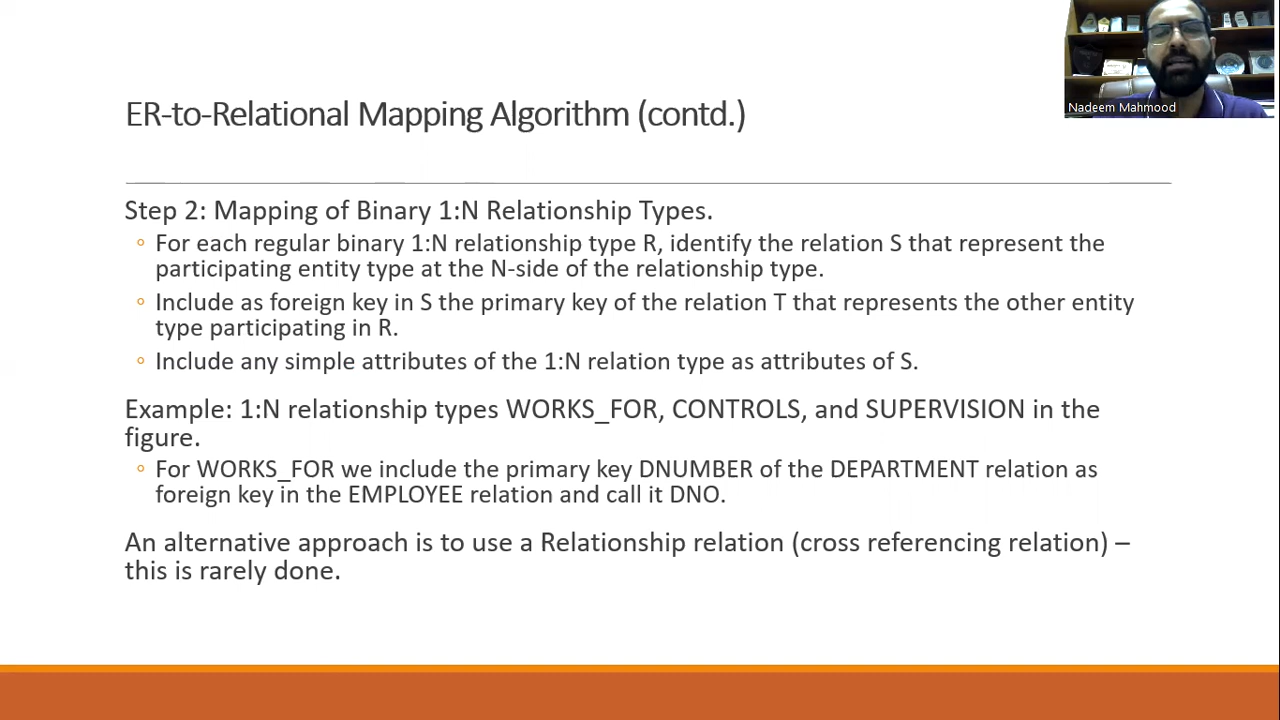 Nadeem Mahmood
ER-to-Relational Mapping Algorithm (contd.)
Step 2: Mapping of Binary 1:N Relationship Types.
◦ For each regular binary 1:N relationship type R, identify the relation S that represent the
participating entity type at the N-side of the relationship type.
◦ Include as foreign key in S the primary key of the relation T that represents the other entity
type participating in R.
◦ Include any simple attributes of the 1:N relation type as attributes of S.
Example: 1:N relationship types WORKS_FOR, CONTROLS, and SUPERVISION in the
figure.
◦ For WORKS_FOR we include the primary key DNUMBER of the DEPARTMENT relation as
foreign key in the EMPLOYEE relation and call it DNO.
An alternative approach is to use a Relationship relation (cross referencing relation) –
this is rarely done.